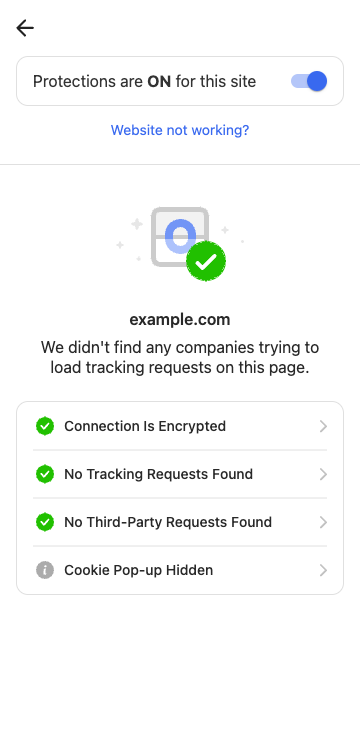 Protections are ON for this site
Website not working?
example.com
We didn't find any companies trying to
load tracking requests on this page.
Connection Is Encrypted
No Tracking Requests Found
No Third-Party Requests Found
Cookie Pop-up Hidden